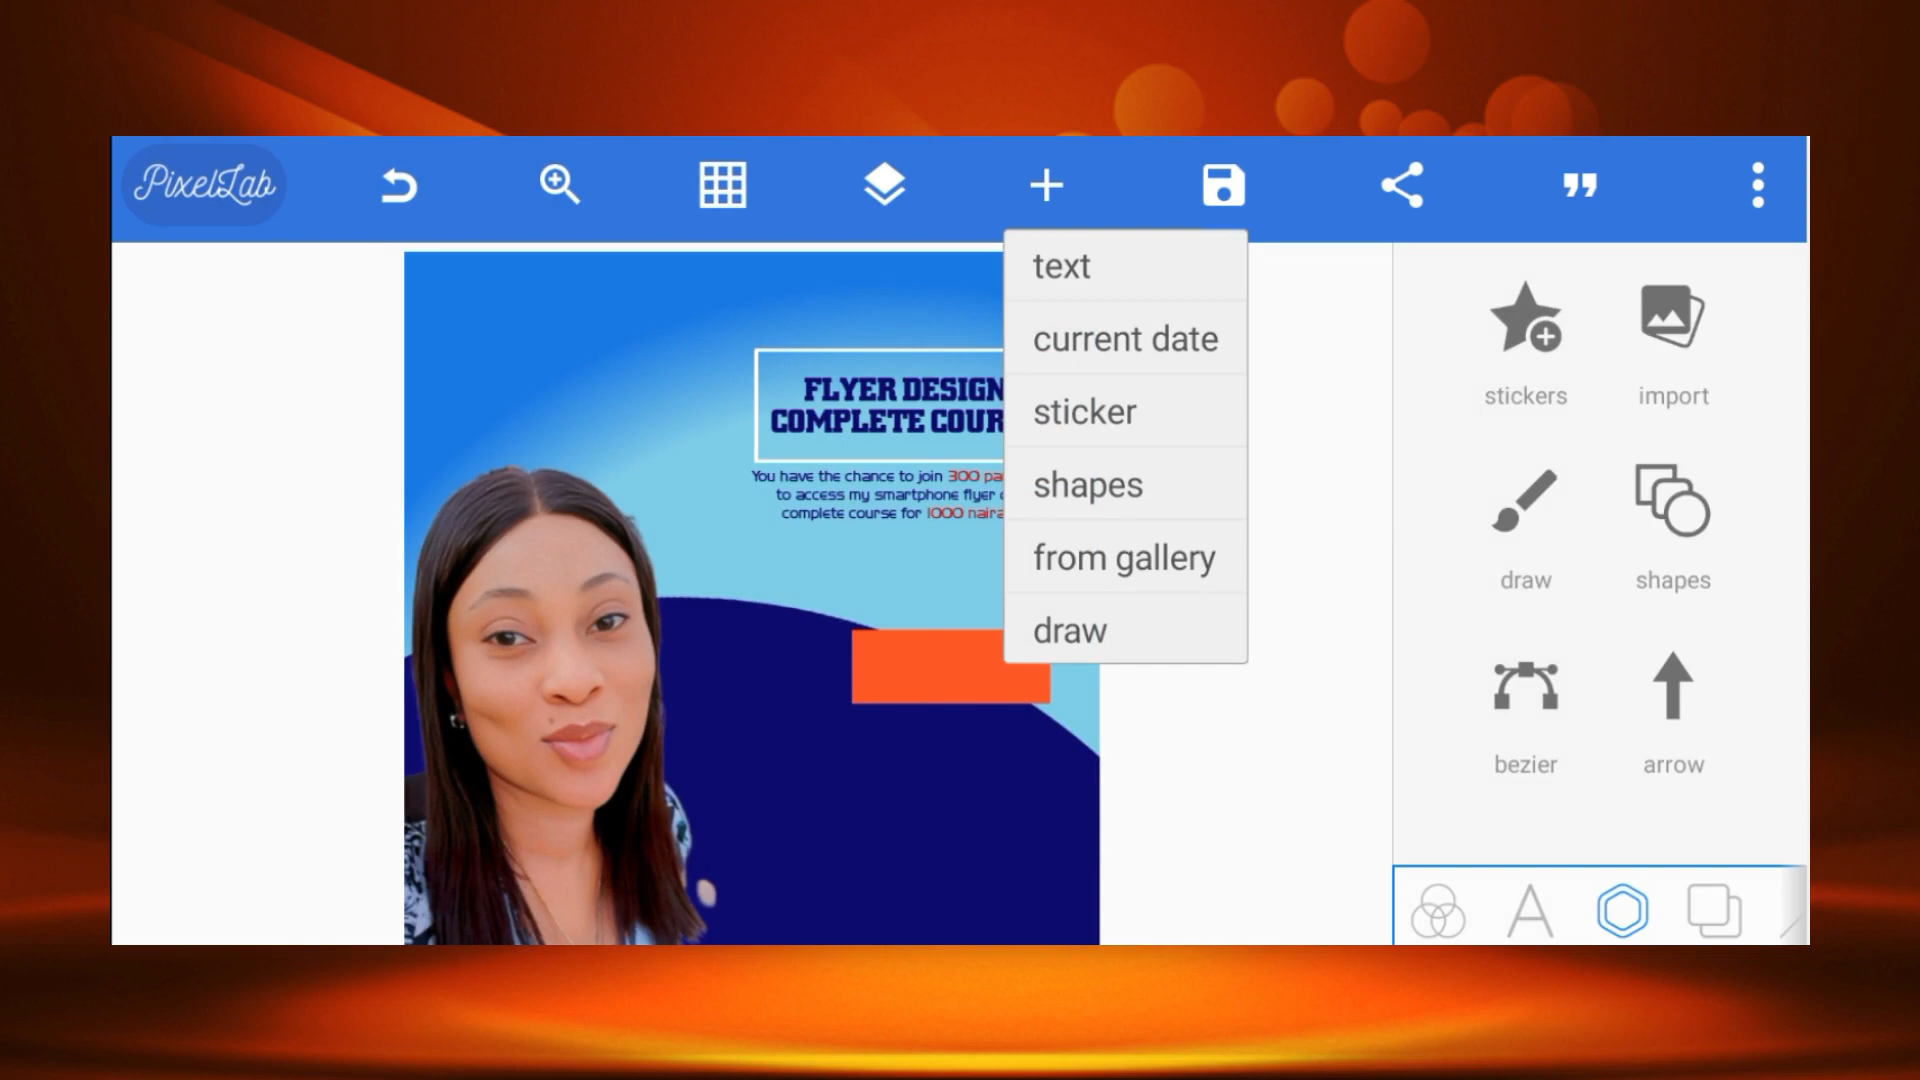 PixelLab
text
current date
sticker
shapes
from gallery
draw
FLYER DESIGN
COMPLETE COUR
You have the chance to join 300 pa
to access my smartphone flyer
complete course for 1000 naira
stickers
import
draw
shapes
bezier
arrow